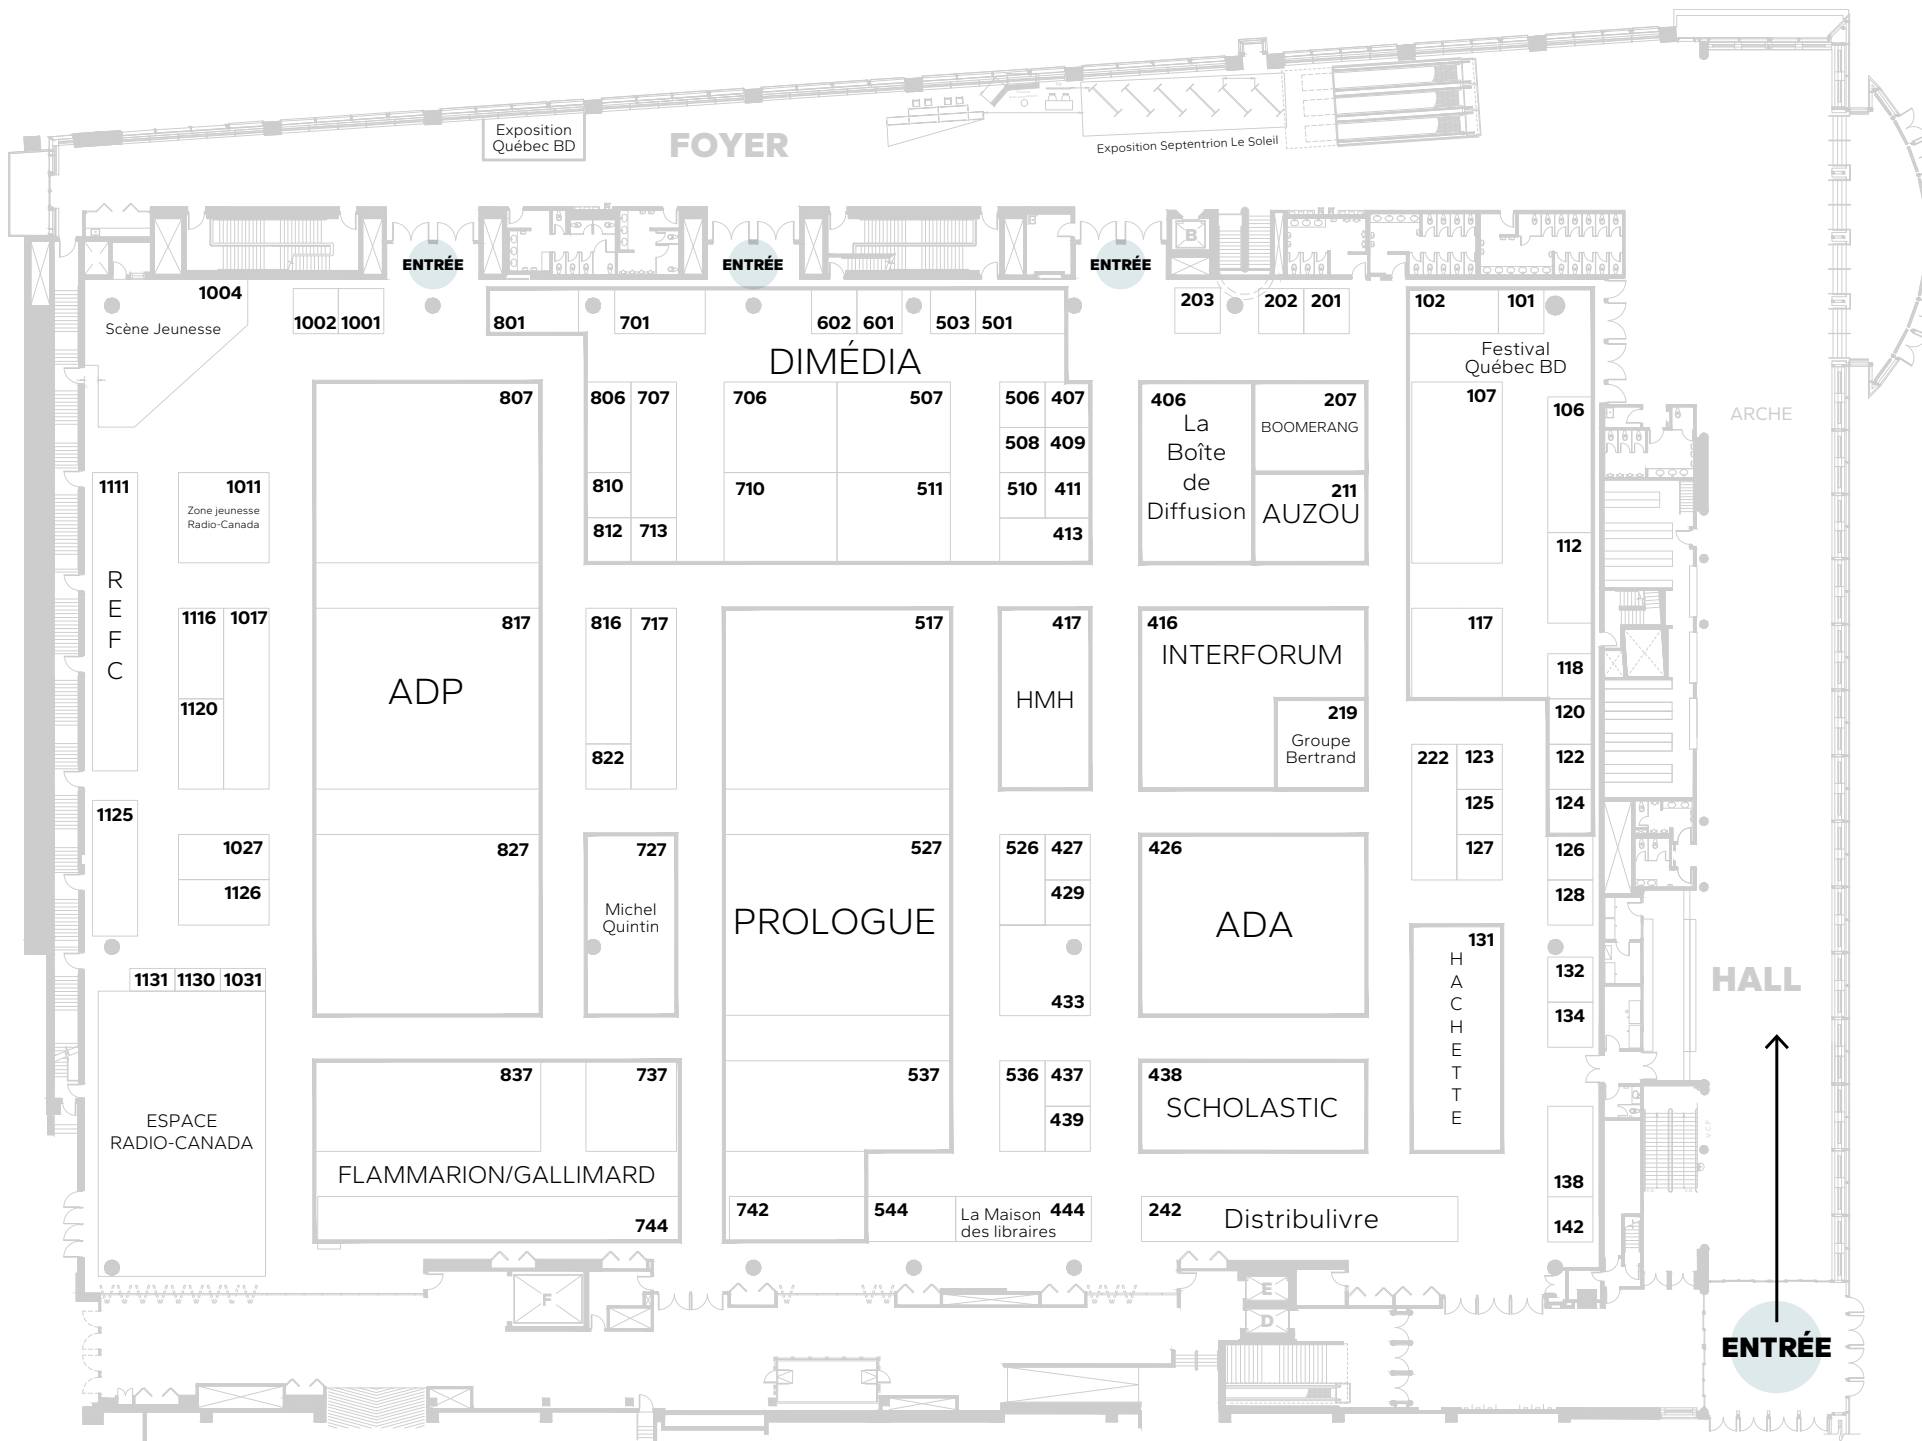 Exposition
Québec BD
FOYER
Exposition Septentrion Le Soleil
B
ENTRÉE
ENTRÉE
ENTRÉE
1004
Scène Jeunesse
1002 1001
801
701
602 601
503 501
203
202 201
102
101
DIMÉDIA
Festival
Québec BD
807
806 707
706
507
506 407
508 409
406
La
Boîte
de
Diffusion
207
BOOMERANG
107
106
ARCHE
1111
R
E
F
C
1011
Zone jeunesse
Radio-Canada
810
710
511
510 411
211
AUZOU
812 713
413
112
1116 1017
817
ADP
816 717
517
417
HMH
416
INTERFORUM
117
118
1120
219
Groupe
Bertrand
120
822
222 123
122
1125
125
124
1027
827
727
Michel
Quintin
527
PROLOGUE
526 427
426
ADA
127
126
1126
429
128
131
H
A
C
H
E
T
T
E
1131 1130 1031
433
132
HALL
134
ESPACE
RADIO-CANADA
837
737
537
536 437
439
438
SCHOLASTIC
FLAMMARION/GALLIMARD
138
744
742
544
La Maison
des libraires
444
242
Distribulivre
142
F
E
D
ENTRÉE